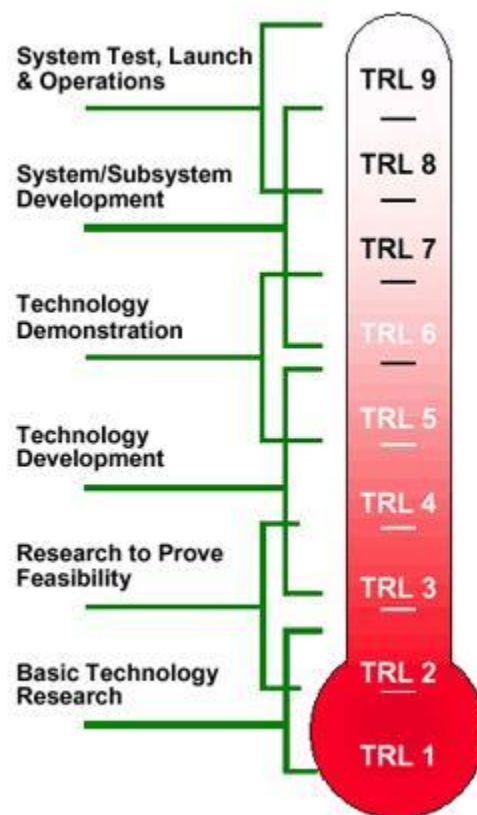 System Test, Launch
& Operations
System/Subsystem
Development
Technology
Demonstration
Technology
Development
Research to Prove
Feasibility
Basic Technology
Research
TRL 9
TRL 8
TRL 7
TRL 6
TRL 5
TRL 4
TRL 3
TRL 2
TRL 1